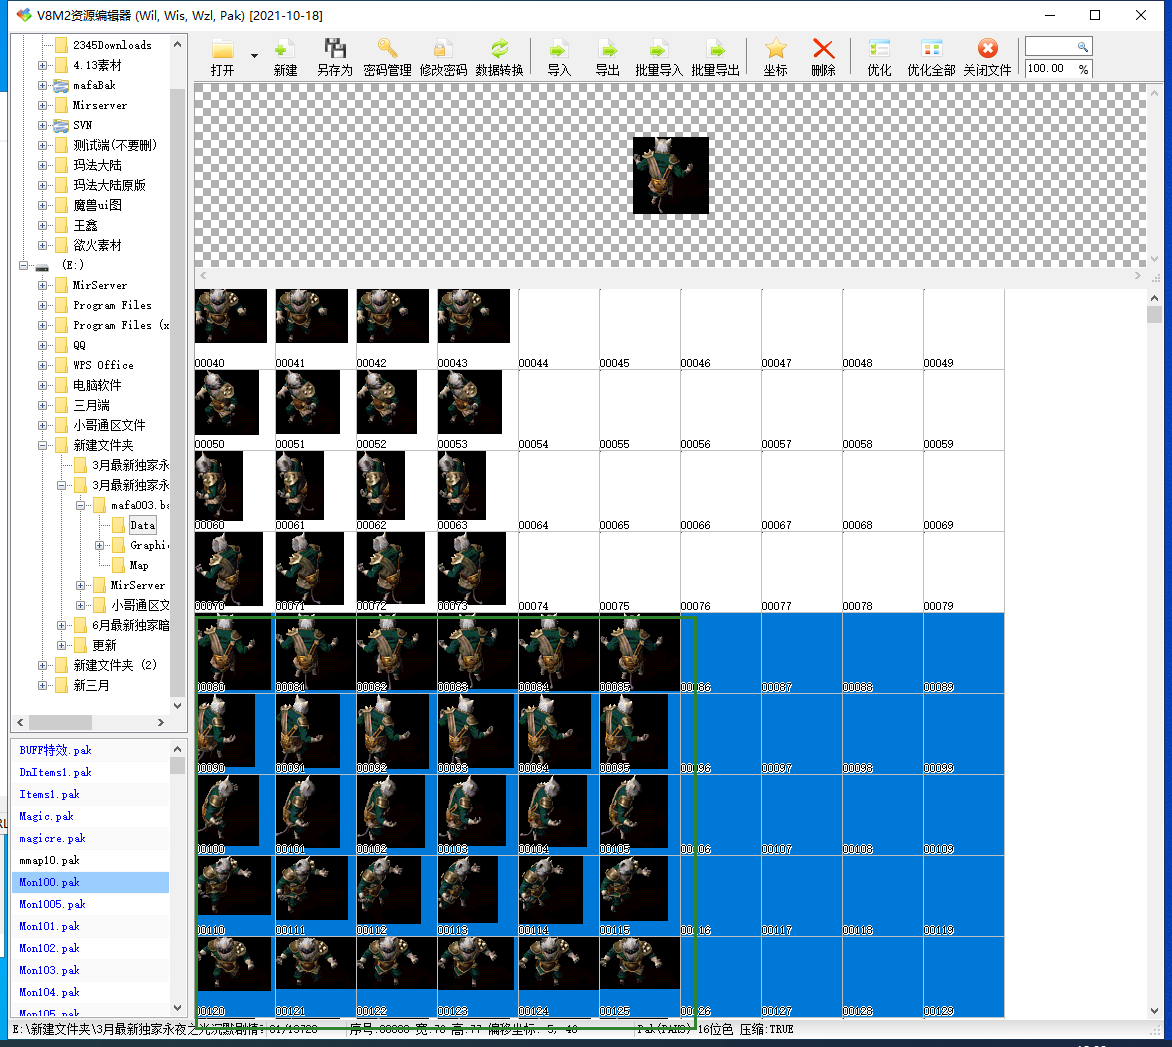 V8M2资源编辑器 (Wil, Wis, Wzl, Pak) [2021-10-18]
打开 新建 另存为 密码管理 修改密码 数据转换 导入 导出 批量导入 批量导出 坐标 删除 优化 优化全部 关闭文件
100.00 %
2345Downloads
4.13素材
mafaBak
Mirserver
SVN
测试端(不要删)
玛法大陆
玛法大陆原版
魔兽ui图
王鑫
欲火素材
(E:)
MirServer
Program Files
Program Files (x
QQ
WPS Office
电脑软件
三月端
小哥通区文件
新建文件夹
3月最新独家永
3月最新独家永
mafa003.ba
Data
Graphi
Map
MirServer
小哥通区文
6月最新独家暗
更新
新建文件夹 (2)
新三月
BUFF特效.pak
DnItems1.pak
Items1.pak
Magic.pak
magicre.pak
mmap10.pak
Mon100.pak
Mon1005.pak
Mon101.pak
Mon102.pak
Mon103.pak
Mon104.pak
Mon105.pak
00040 00041 00042 00043 00044 00045 00046 00047 00048 00049
00050 00051 00052 00053 00054 00055 00056 00057 00058 00059
00060 00061 00062 00063 00064 00065 00066 00067 00068 00069
00070 00071 00072 00073 00074 00075 00076 00077 00078 00079
00080 00081 00082 00083 00084 00085 00086 00087 00088 00089
00090 00091 00092 00093 00094 00095 00096 00097 00098 00099
00100 00101 00102 00103 00104 00105 00106 00107 00108 00109
00110 00111 00112 00113 00114 00115 00116 00117 00118 00119
00120 00121 00122 00123 00124 00125 00126 00127 00128 00129
E:\新建文件夹\3月最新独家永夜之光沉默剧情: 81/13720 序号:00080 宽:76 高:77 偏移坐标: 5, 40 Pak(PAK3) 16位色 压缩:TRUE